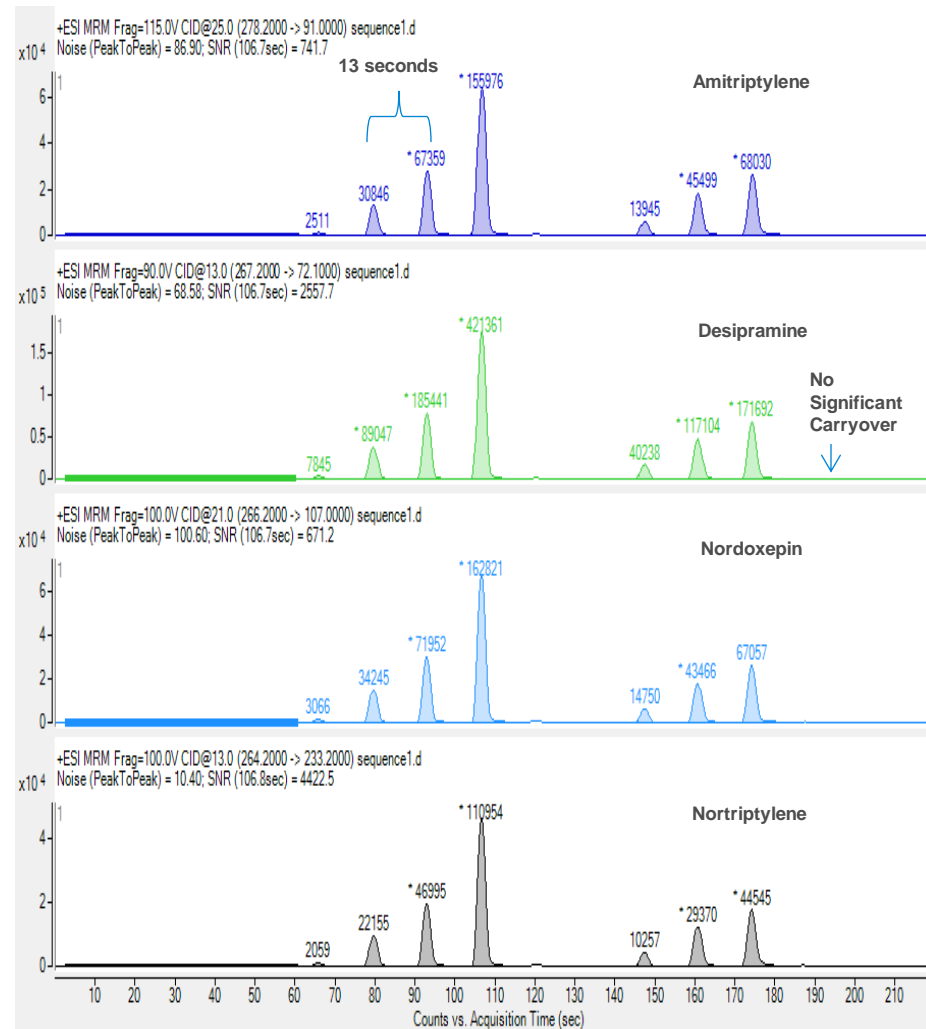 +ESI MRM Frag=115.0V CID@25.0 (278.2000 -> 91.0000) sequence1.d
x10 4 Noise (PeakToPeak) = 86.90; SNR (106.7sec) = 741.7
1
13 seconds
Amitriptylene
* 155976
6
4
* 67359
* 68030
2
30846
* 45499
2511
13945
0
+ESI MRM Frag=90.0V CID@13.0 (267.2000 -> 72.1000) sequence1.d
x10 5 Noise (PeakToPeak) = 68.58; SNR (106.7sec) = 2557.7
1
* 421361
Desipramine
1.5
No
Significant
Carryover
1
* 185441
* 171692
0.5
* 89047
* 117104
7845
40238
0
+ESI MRM Frag=100.0V CID@21.0 (266.2000 -> 107.0000) sequence1.d
x10 4 Noise (PeakToPeak) = 100.60; SNR (106.7sec) = 671.2
1
Nordoxepin
* 162821
6
4
* 71952
67057
2
34245
* 43466
3066
14750
0
+ESI MRM Frag=100.0V CID@13.0 (264.2000 -> 233.2000) sequence1.d
x10 4 Noise (PeakToPeak) = 10.40; SNR (106.8sec) = 4422.5
1
* 110954
Nortriptylene
4
* 46995
* 44545
2
22155
* 29370
2059
10257
0
10 20 30 40 50 60 70 80 90 100 110 120 130 140 150 160 170 180 190 200 210
Counts vs. Acquisition Time (sec)